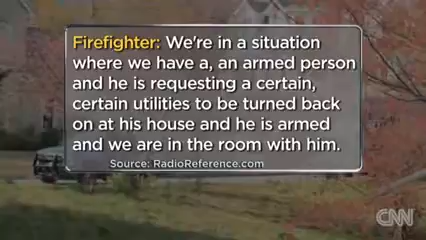 Firefighter: We're in a situation
where we have a, an armed person
and he is requesting a certain,
certain utilities to be turned back
on at his house and he is armed
and we are in the room with him.
Source: RadioReference.com
CNN